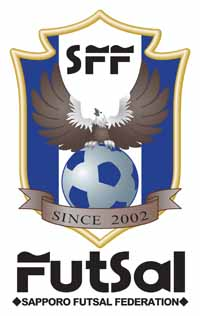 SFF
SINCE 2002
FutSal
◆SAPPORO FUTSAL FEDERATION◆